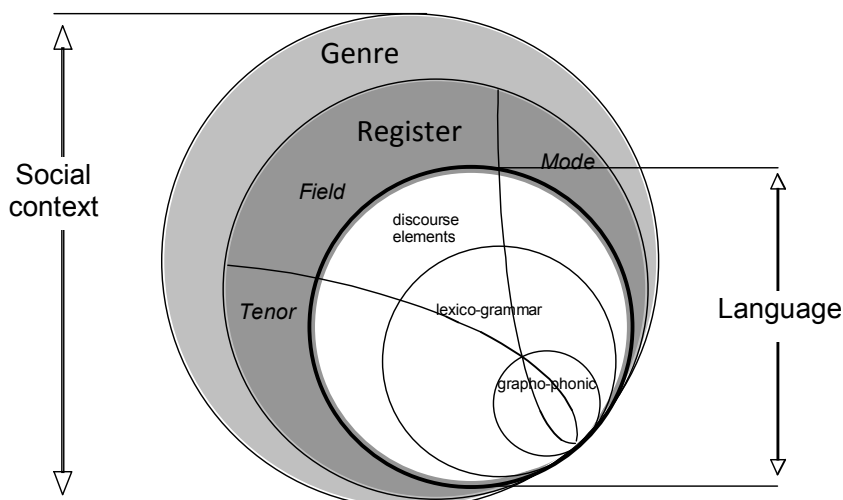 Genre
Register
Mode
Social
context
Field
discourse
elements
Tenor
lexico-grammar
Language
grapho-phonic